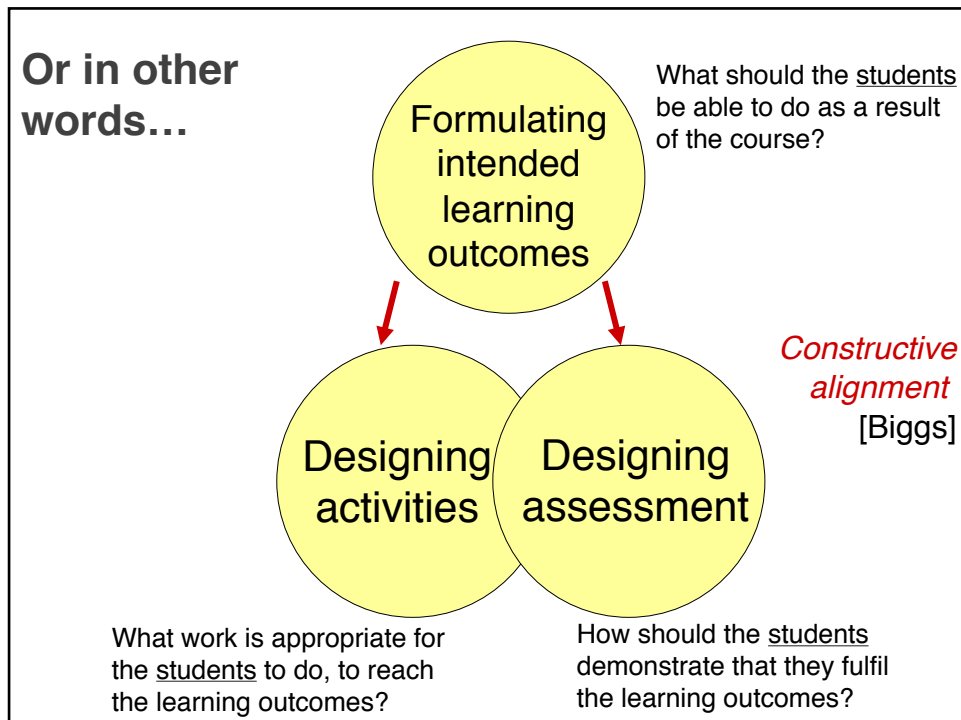 Or in other
words…
What should the students
be able to do as a result
of the course?
Formulating
intended
learning
outcomes
Constructive
alignment
[Biggs]
Designing
activities
Designing
assessment
What work is appropriate for
the students to do, to reach
the learning outcomes?
How should the students
demonstrate that they fulfil
the learning outcomes?